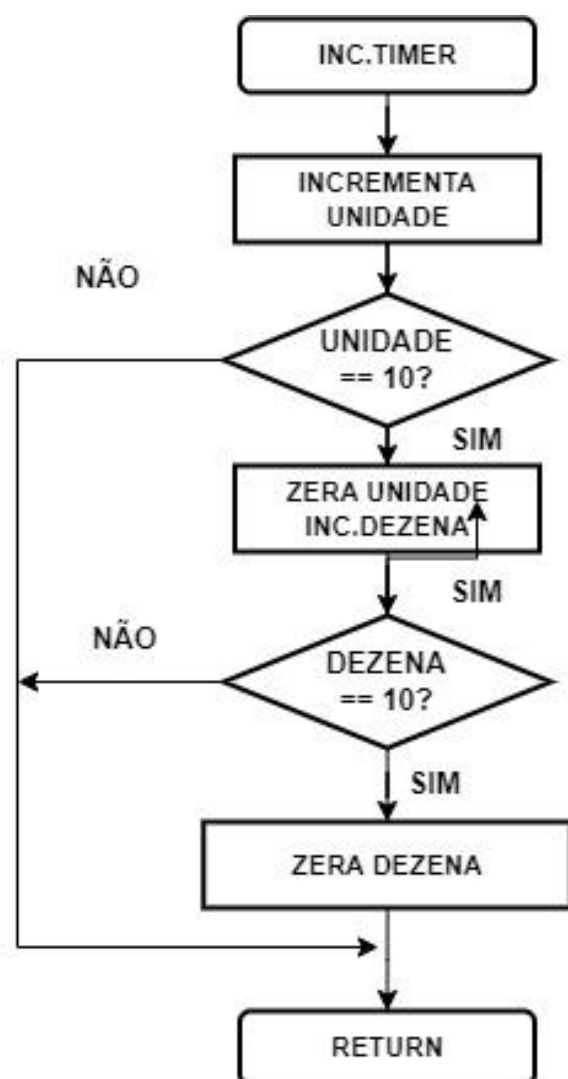 INC.TIMER
INCREMENTA
UNIDADE
NÃO
UNIDADE
== 10?
SIM
ZERA UNIDADE
INC.DEZENA
SIM
NÃO
DEZENA
== 10?
SIM
ZERA DEZENA
RETURN